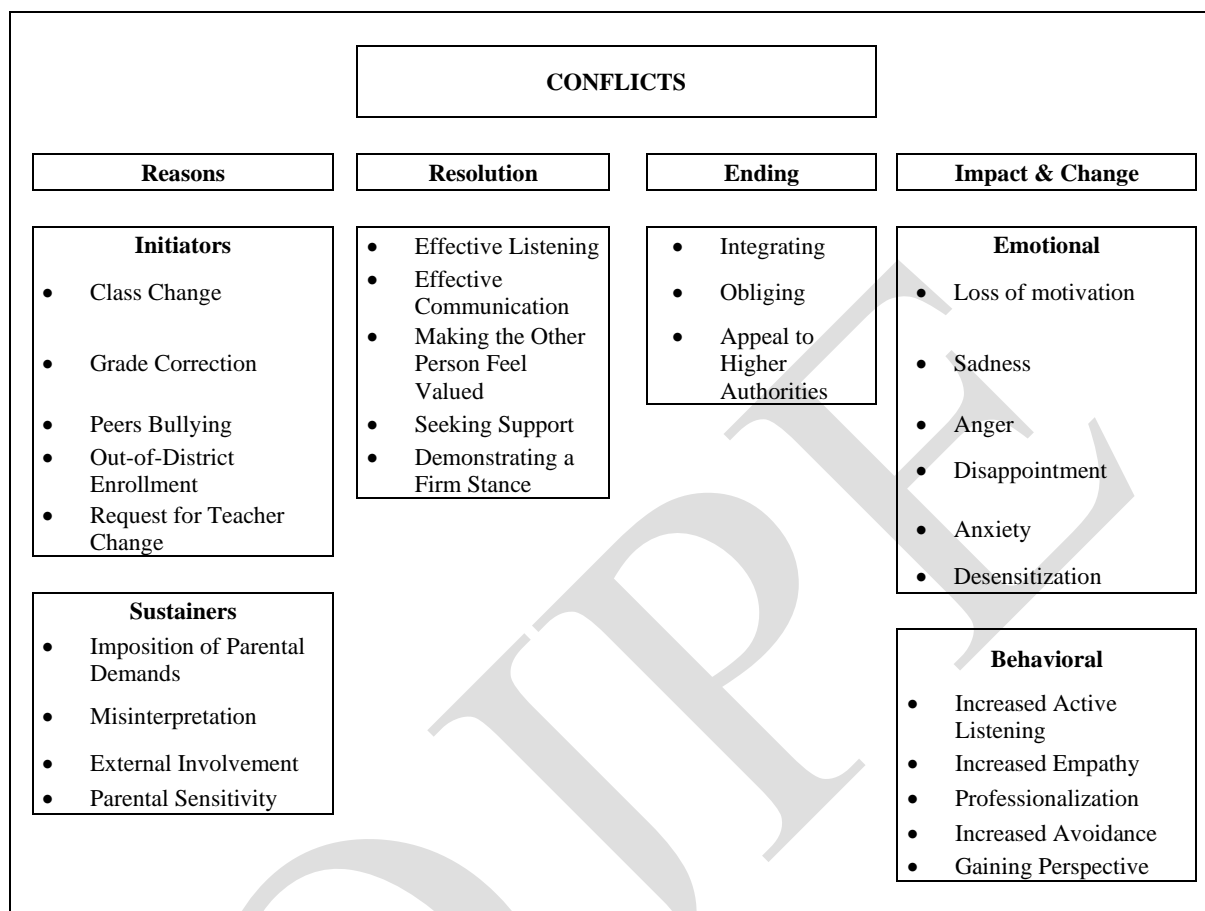 CONFLICTS
Reasons
Initiators
• Class Change
• Grade Correction
• Peers Bullying
• Out-of-District
Enrollment
• Request for Teacher
Change
Sustainers
• Imposition of Parental
Demands
• Misinterpretation
• External Involvement
• Parental Sensitivity
Resolution
• Effective Listening
• Effective
Communication
• Making the Other
Person Feel
Valued
• Seeking Support
• Demonstrating a
Firm Stance
Ending
• Integrating
• Obliging
• Appeal to
Higher
Authorities
Impact & Change
Emotional
• Loss of motivation
• Sadness
• Anger
• Disappointment
• Anxiety
• Desensitization
Behavioral
• Increased Active
Listening
• Increased Empathy
• Professionalization
• Increased Avoidance
• Gaining Perspective